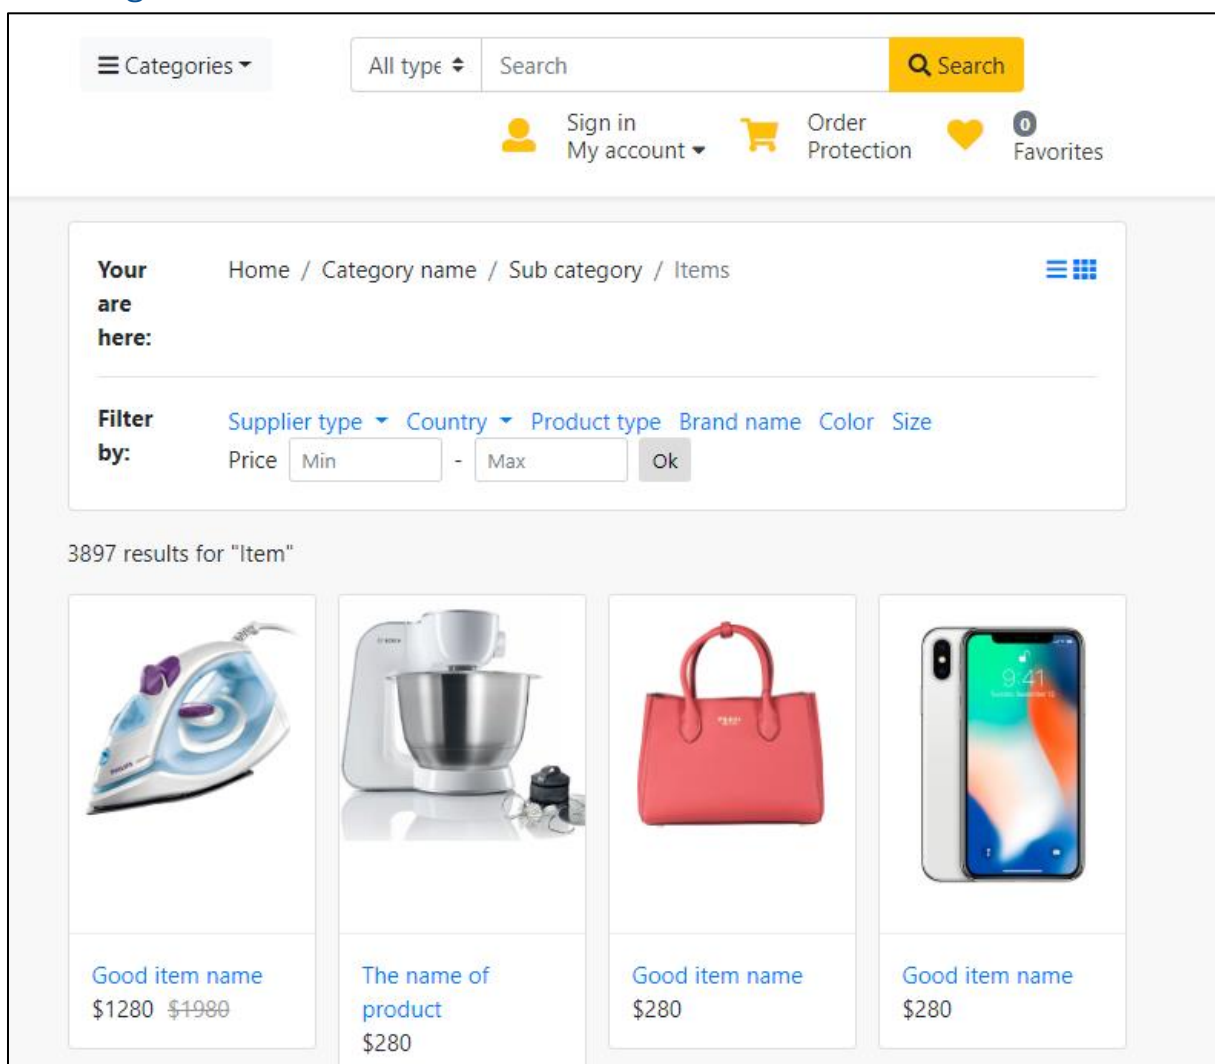 Categories
All type
Search
Search
Sign in
My account
Order
Protection
0
Favorites
Your
are
here:
Home / Category name / Sub category / Items
Filter
by:
Supplier type Country Product type Brand name Color Size
Price Min - Max Ok
3897 results for "Item"
9:41
Good item name
$1280 $1980
The name of
product
$280
Good item name
$280
Good item name
$280